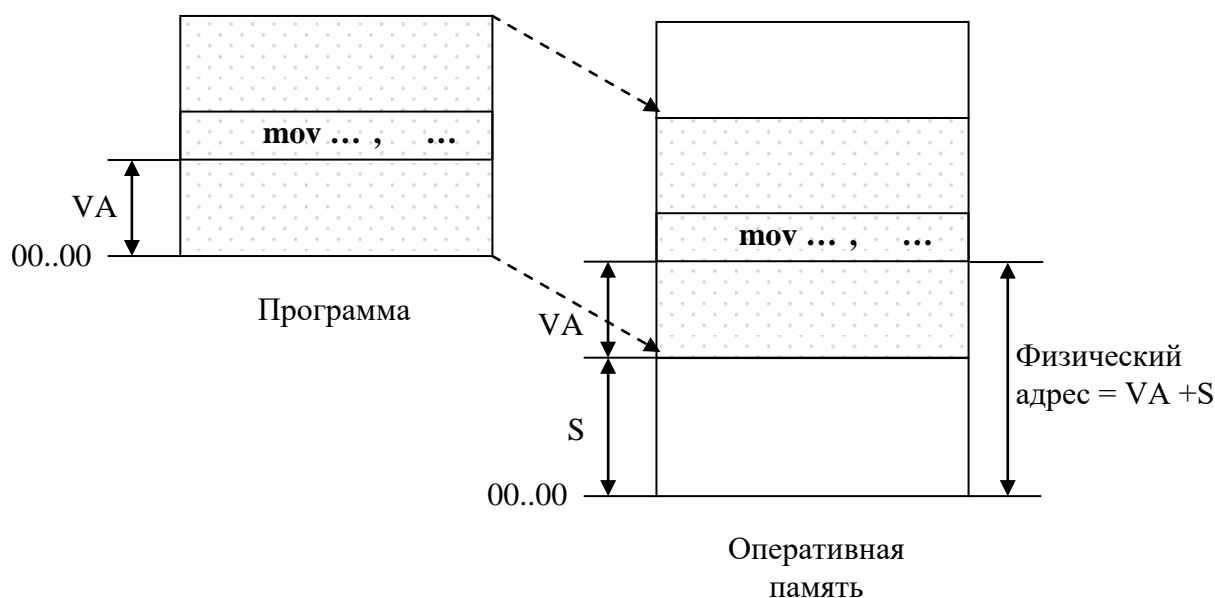 mov ... , ...
VA
00..00
Программа
mov ... , ...
VA
S
00..00
Физический
адрес = VA +S
Оперативная
память